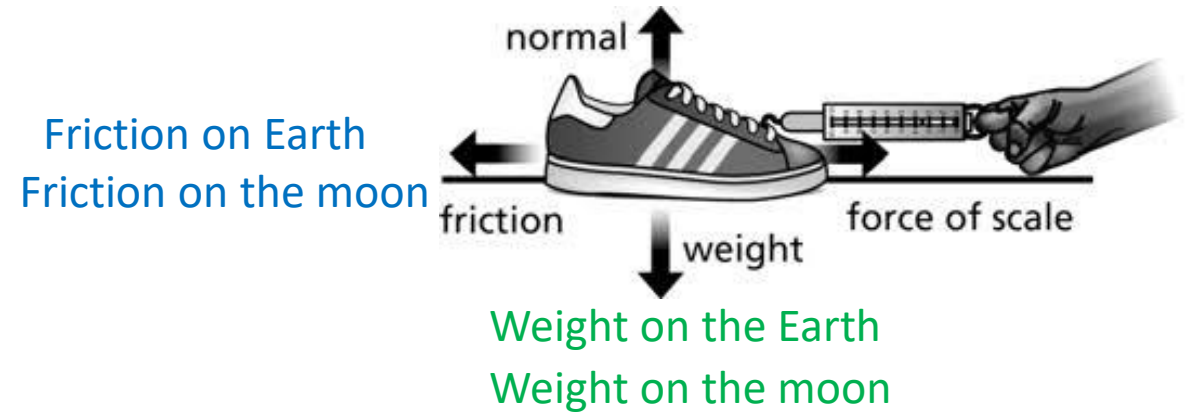 normal
Friction on Earth
Friction on the moon
friction
force of scale
weight
Weight on the Earth
Weight on the moon